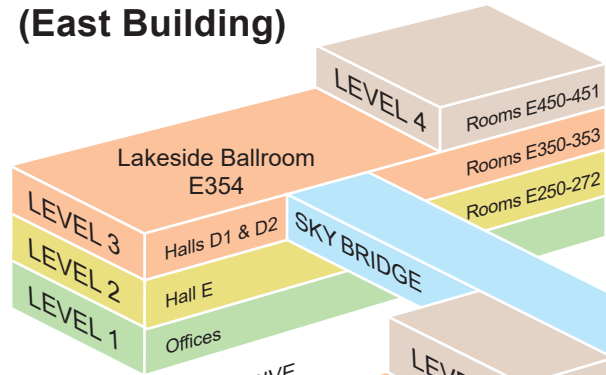 (East Building)
LEVEL 4
Rooms E450-451
Lakeside Ballroom
E354
Rooms E350-353
Rooms E250-272
LEVEL 3
Halls D1 & D2
SKY BRIDGE
LEVEL 2
Hall E
LEVEL 1
Offices